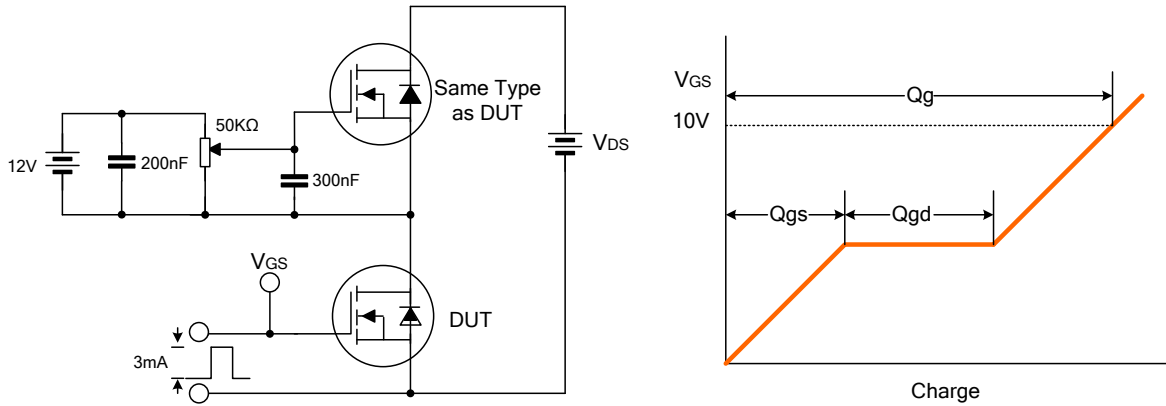 Same Type
as DUT
50KΩ
12V
200nF
300nF
VDS
VGS
DUT
3mA
VGS
Qg
10V
Qgs
Qgd
Charge